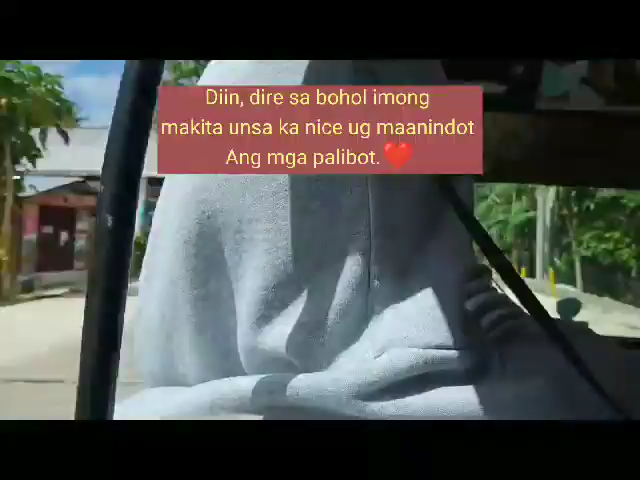 Diin, dire sa bohol imong
makita unsa ka nice ug maanindot
Ang mga palibot.❤️